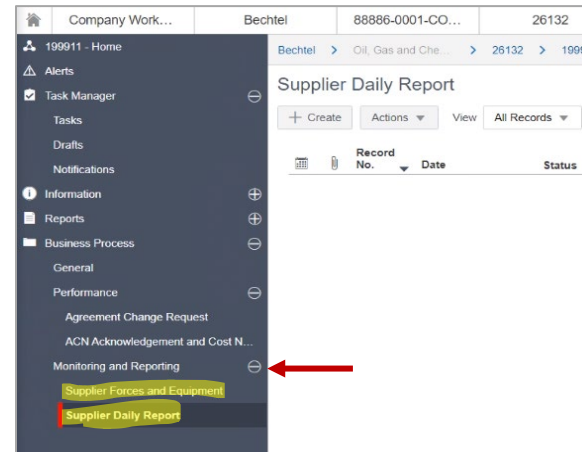 Company Work... Bechtel 88886-0001-CO... 26132
199911 - Home
Alerts
Task Manager
Tasks
Drafts
Notifications
Information
Reports
Business Process
General
Performance
Agreement Change Request
ACN Acknowledgement and Cost N...
Monitoring and Reporting
Supplier Forces and Equipment
Supplier Daily Report
Bechtel > Oil, Gas and Che... > 26132 > 1999
Supplier Daily Report
+ Create Actions View All Records
Record
No. Date Status